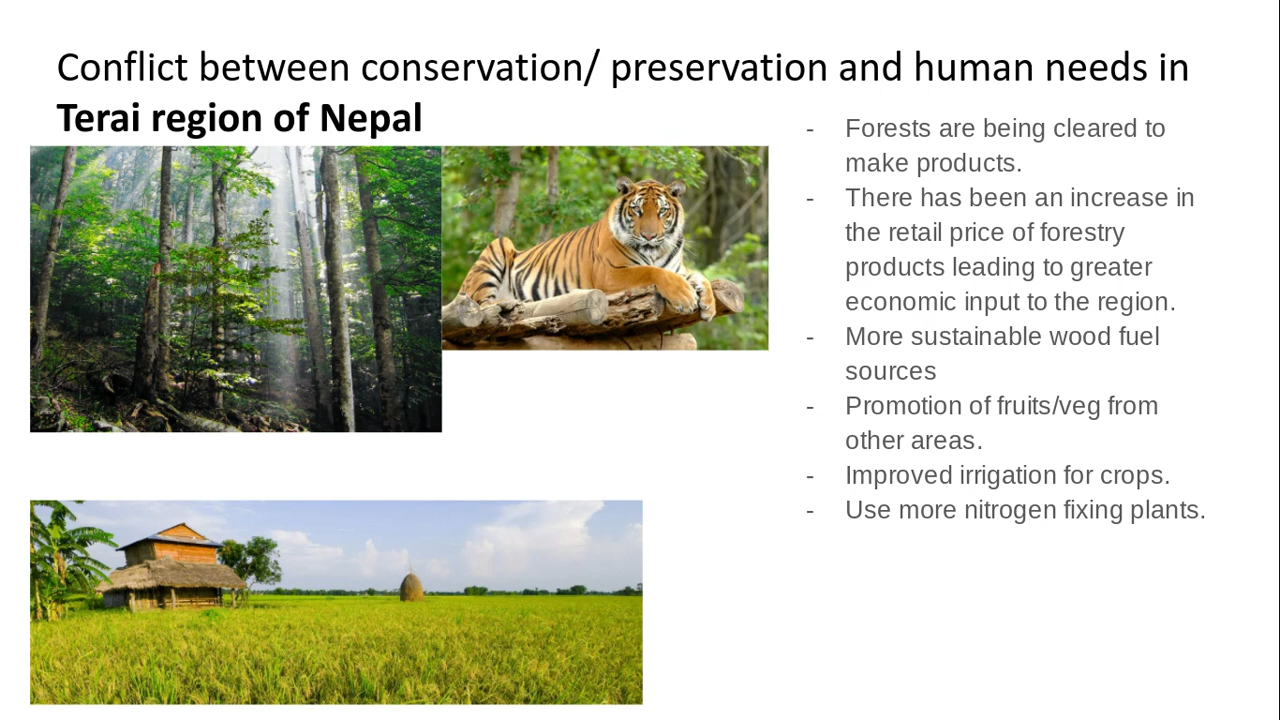 Conflict between conservation/ preservation and human needs in
Terai region of Nepal
- Forests are being cleared to
make products.
- There has been an increase in
the retail price of forestry
products leading to greater
economic input to the region.
- More sustainable wood fuel
sources
- Promotion of fruits/veg from
other areas.
- Improved irrigation for crops.
- Use more nitrogen fixing plants.